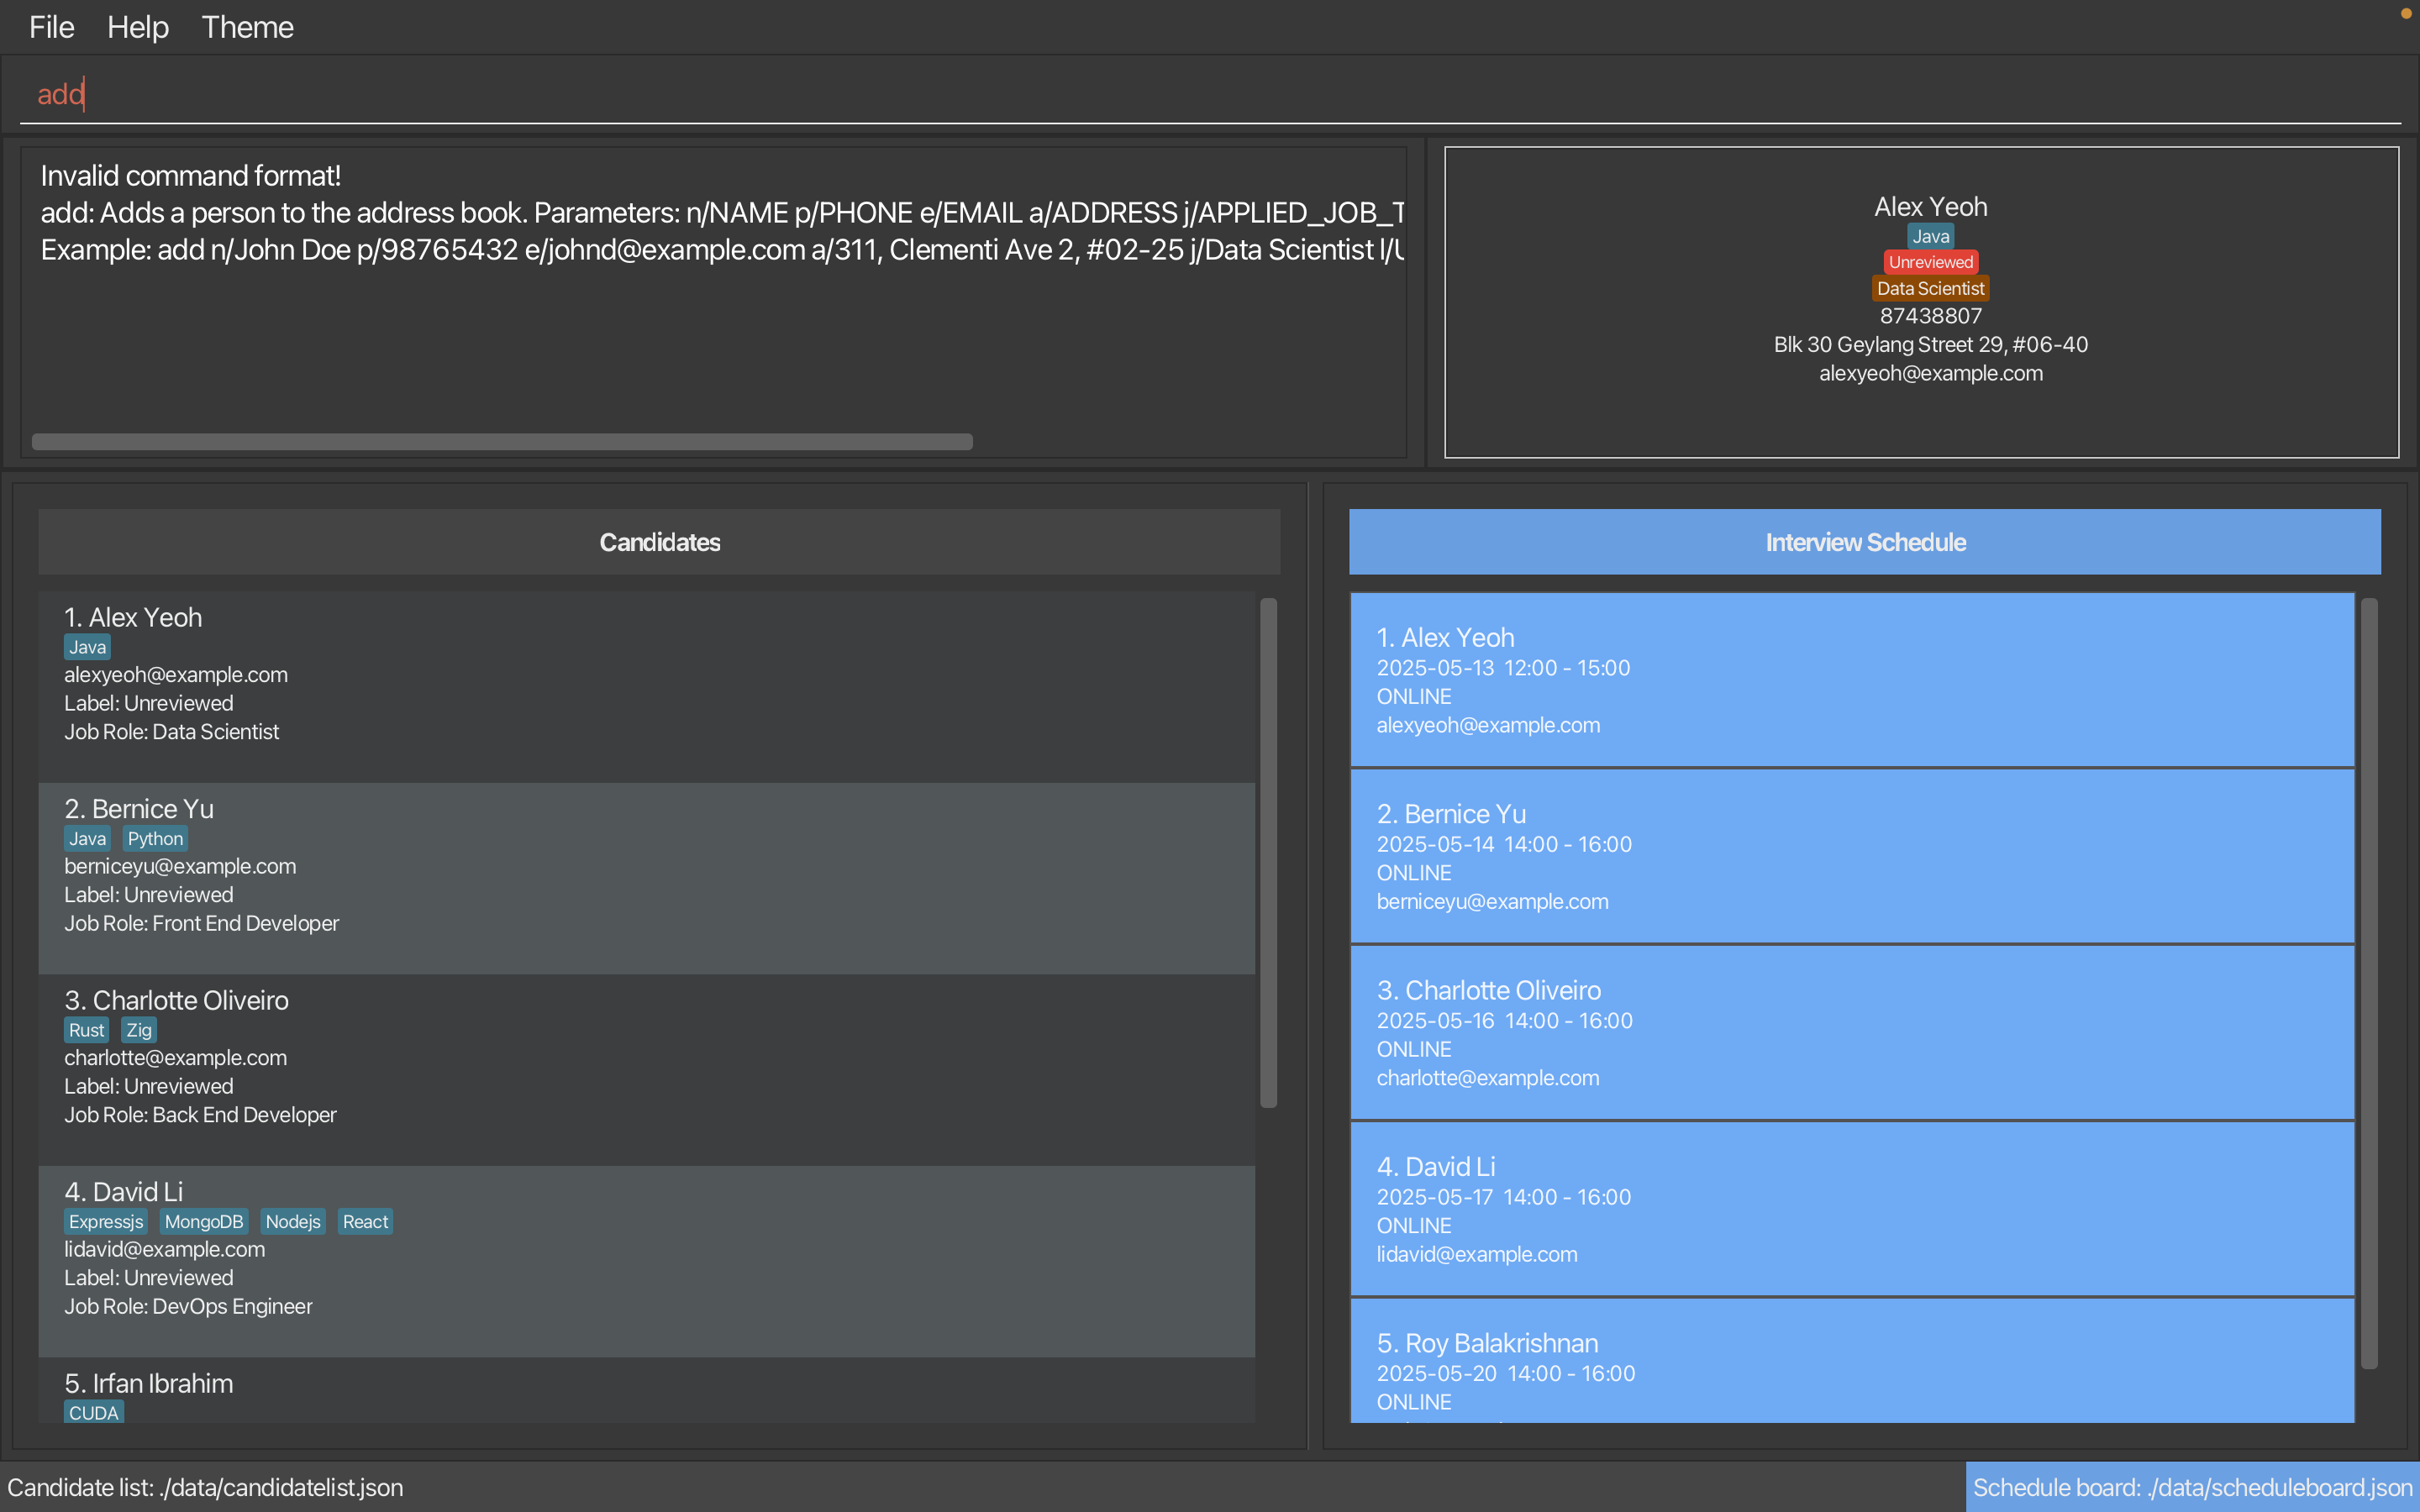 File Help Theme
add
Invalid command format!
add: Adds a person to the address book. Parameters: n/NAME p/PHONE e/EMAIL a/ADDRESS j/APPLIED_JOB_T
Example: add n/John Doe p/98765432 e/johnd@example.com a/311, Clementi Ave 2, #02-25 j/Data Scientist l/U
Alex Yeoh
Java
Unreviewed
Data Scientist
87438807
Blk 30 Geylang Street 29, #06-40
alexyeoh@example.com
Candidates
1. Alex Yeoh
Java
alexyeoh@example.com
Label: Unreviewed
Job Role: Data Scientist
2. Bernice Yu
Java Python
berniceyu@example.com
Label: Unreviewed
Job Role: Front End Developer
3. Charlotte Oliveiro
Rust Zig
charlotte@example.com
Label: Unreviewed
Job Role: Back End Developer
4. David Li
Expressjs MongoDB Nodejs React
lidavid@example.com
Label: Unreviewed
Job Role: DevOps Engineer
5. Irfan Ibrahim
CUDA
Interview Schedule
1. Alex Yeoh
2025-05-13 12:00 - 15:00
ONLINE
alexyeoh@example.com
2. Bernice Yu
2025-05-14 14:00 - 16:00
ONLINE
berniceyu@example.com
3. Charlotte Oliveiro
2025-05-16 14:00 - 16:00
ONLINE
charlotte@example.com
4. David Li
2025-05-17 14:00 - 16:00
ONLINE
lidavid@example.com
5. Roy Balakrishnan
2025-05-20 14:00 - 16:00
ONLINE
Candidate list: ./data/candidatelist.json
Schedule board: ./data/scheduleboard.json